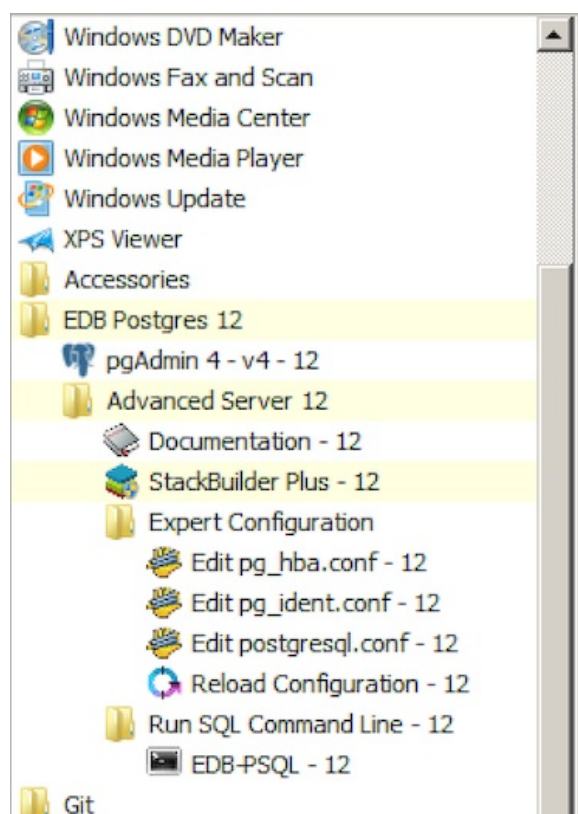 Windows DVD Maker
Windows Fax and Scan
Windows Media Center
Windows Media Player
Windows Update
XPS Viewer
Accessories
EDB Postgres 12
pgAdmin 4 - v4 - 12
Advanced Server 12
Documentation - 12
StackBuilder Plus - 12
Expert Configuration
Edit pg_hba.conf - 12
Edit pg_ident.conf - 12
Edit postgresql.conf - 12
Reload Configuration - 12
Run SQL Command Line - 12
EDB-PSQL - 12
Git